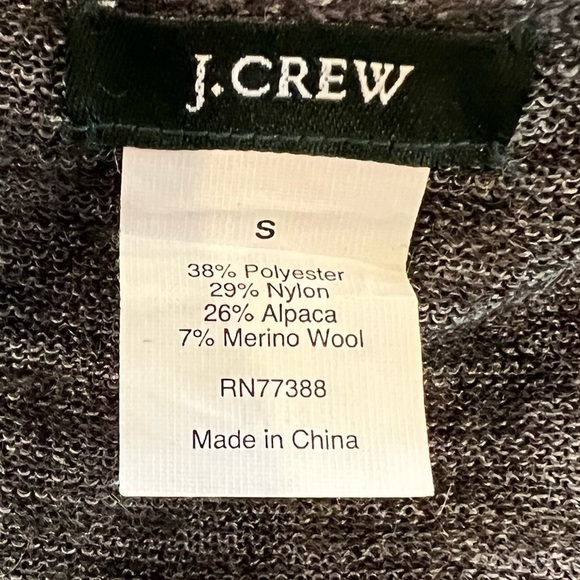 J.CREW
S
38% Polyester
29% Nylon
26% Alpaca
7% Merino Wool
RN77388
Made in China